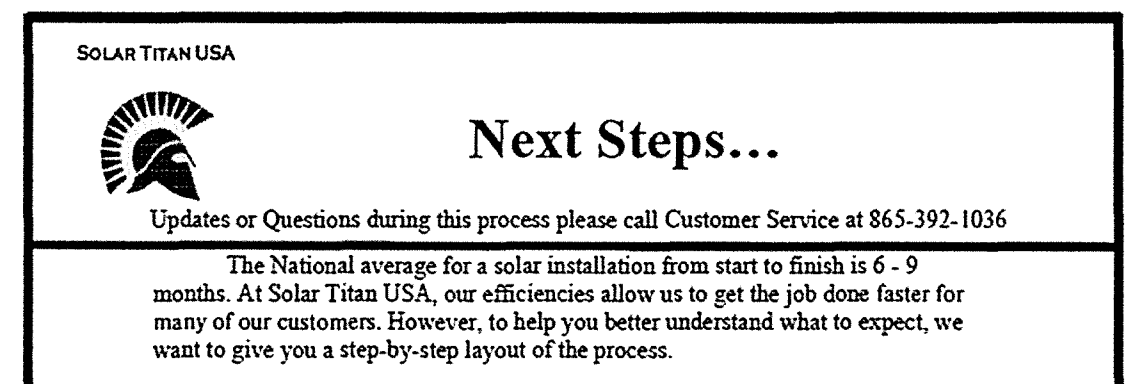 SOLAR TITAN USA
Next Steps...
Updates or Questions during this process please call Customer Service at 865-392-1036
The National average for a solar installation from start to finish is 6 - 9
months. At Solar Titan USA, our efficiencies allow us to get the job done faster for
many of our customers. However, to help you better understand what to expect, we
want to give you a step-by-step layout of the process.